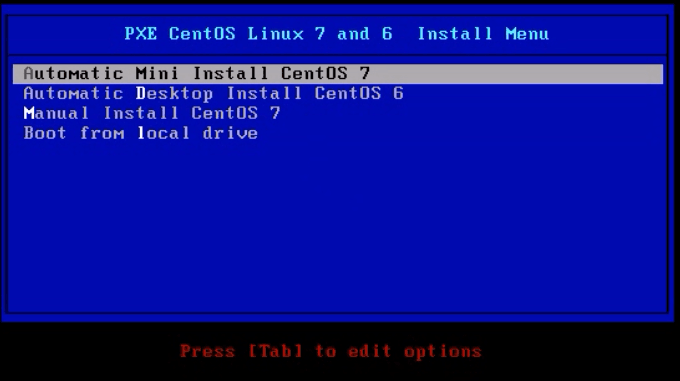 PXE CentOS Linux 7 and 6  Install Menu
Automatic Mini Install CentOS 7
Automatic Desktop Install CentOS 6
Manual Install CentOS 7
Boot from local drive
Press [Tab] to edit options